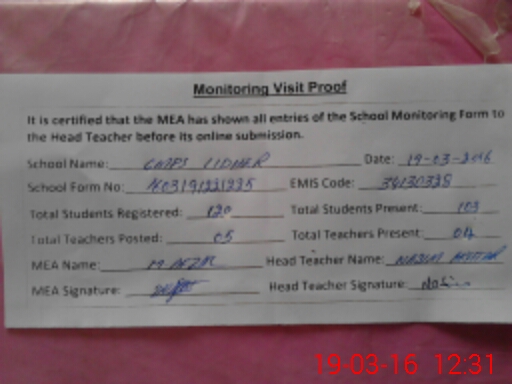 Monitoring Visit Proof
It is certified that the MEA has shown all entries of the School Monitoring Form to
the Head Teacher before its online submission.
School Name: GMPS LIDHER Date: 19-03-2016
School Form No: EMIS Code: 
Total Students Registered: 120 Total Students Present: 103
Total Teachers Posted: 05 Total Teachers Present: 04
MEA Name: M AFZAL Head Teacher Name:
MEA Signature: Head Teacher Signature:
19-03-16 12:31